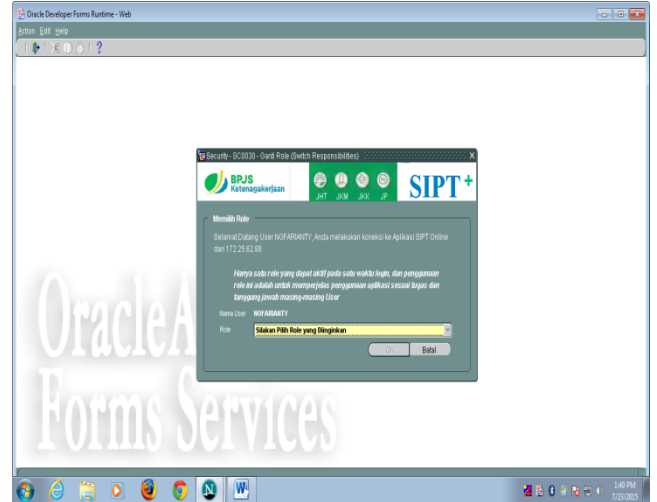 Oracle Developer Forms Runtime - Web
Action Edit Help
?
Security - SC0030 - Ganti Role (Switch Responsibilities)
BPJS
Ketenagakerjaan
JHT JKM JKK JP
SIPT+
Memilih Role
Selamat Datang User NOFARIANTY, Anda melakukan koneksi ke Aplikasi SIPT Online
dari 172.25.62.88
Hanya satu role yang dapat aktif pada satu waktu login, dan penggunaan
role ini adalah untuk memperjelas penggunaan aplikasi sesuai tugas dan
tanggung jawab masing-masing User
Nama User NOFARIANTY
Role Silakan Pilih Role yang Diinginkan
OK Batal
OracleA
Forms Services
1:40 PM
7/23/2015